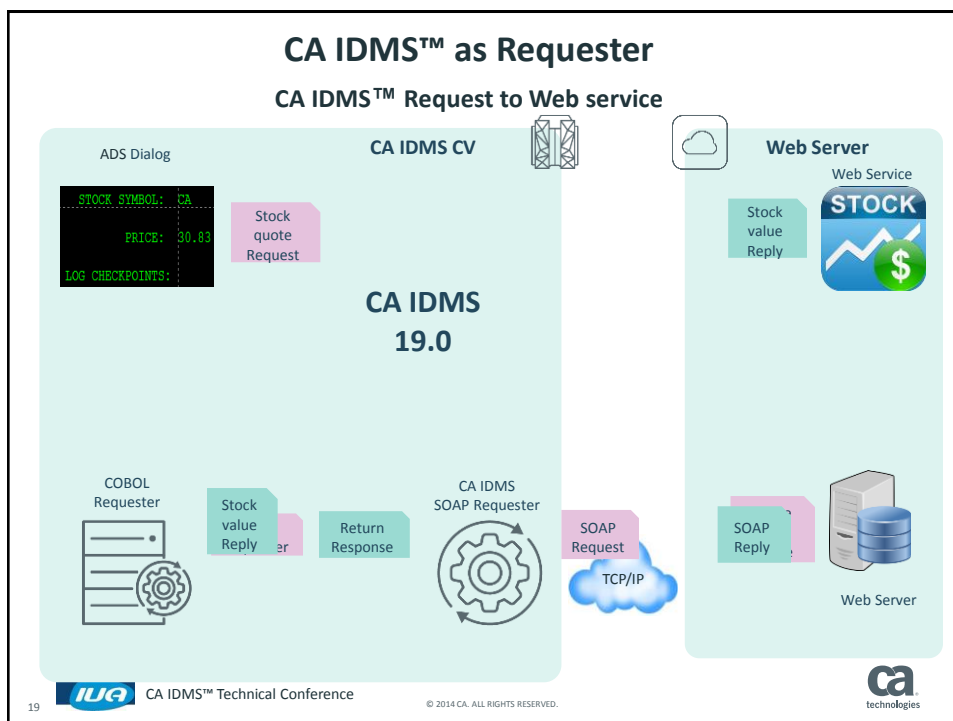 CA IDMS™ as Requester
CA IDMS™ Request to Web service
ADS Dialog
CA IDMS CV
Web Server
Web Service
STOCK SYMBOL: CA
PRICE: 30.83
LOG CHECKPOINTS:
Stock
quote
Request
Stock
value
Reply
STOCK
$
CA IDMS
19.0
COBOL
Requester
Stock
value
Reply
Return
Response
CA IDMS
SOAP Requester
SOAP
Request
TCP/IP
SOAP
Reply
Web Server
19
IUA
CA IDMS™ Technical Conference
© 2014 CA. ALL RIGHTS RESERVED.
ca
technologies